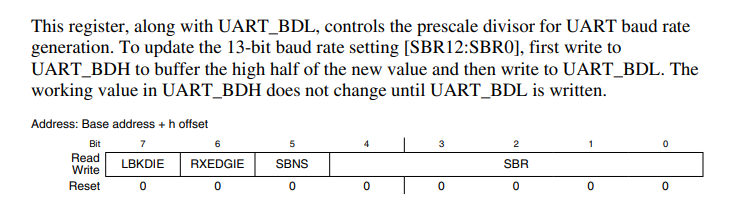 This register, along with UART_BDL, controls the prescale divisor for UART baud rate
generation. To update the 13-bit baud rate setting [SBR12:SBR0], first write to
UART_BDH to buffer the high half of the new value and then write to UART_BDL. The
working value in UART_BDH does not change until UART_BDL is written.
Address: Base address + h offset
Bit 7 6 5 4 3 2 1 0
Read
Write LBKDIE RXEDGIE SBNS SBR
Reset 0 0 0 0 0 0 0 0